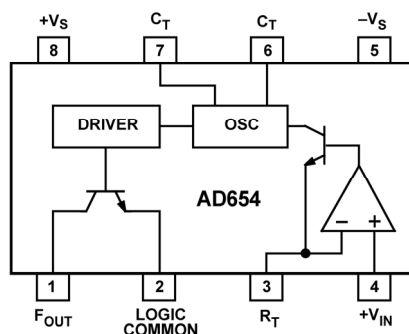 +VS CT CT –VS
8 7 6 5
DRIVER OSC
AD654
– +
1 2 3 4
FOUT LOGIC COMMON RT +VIN